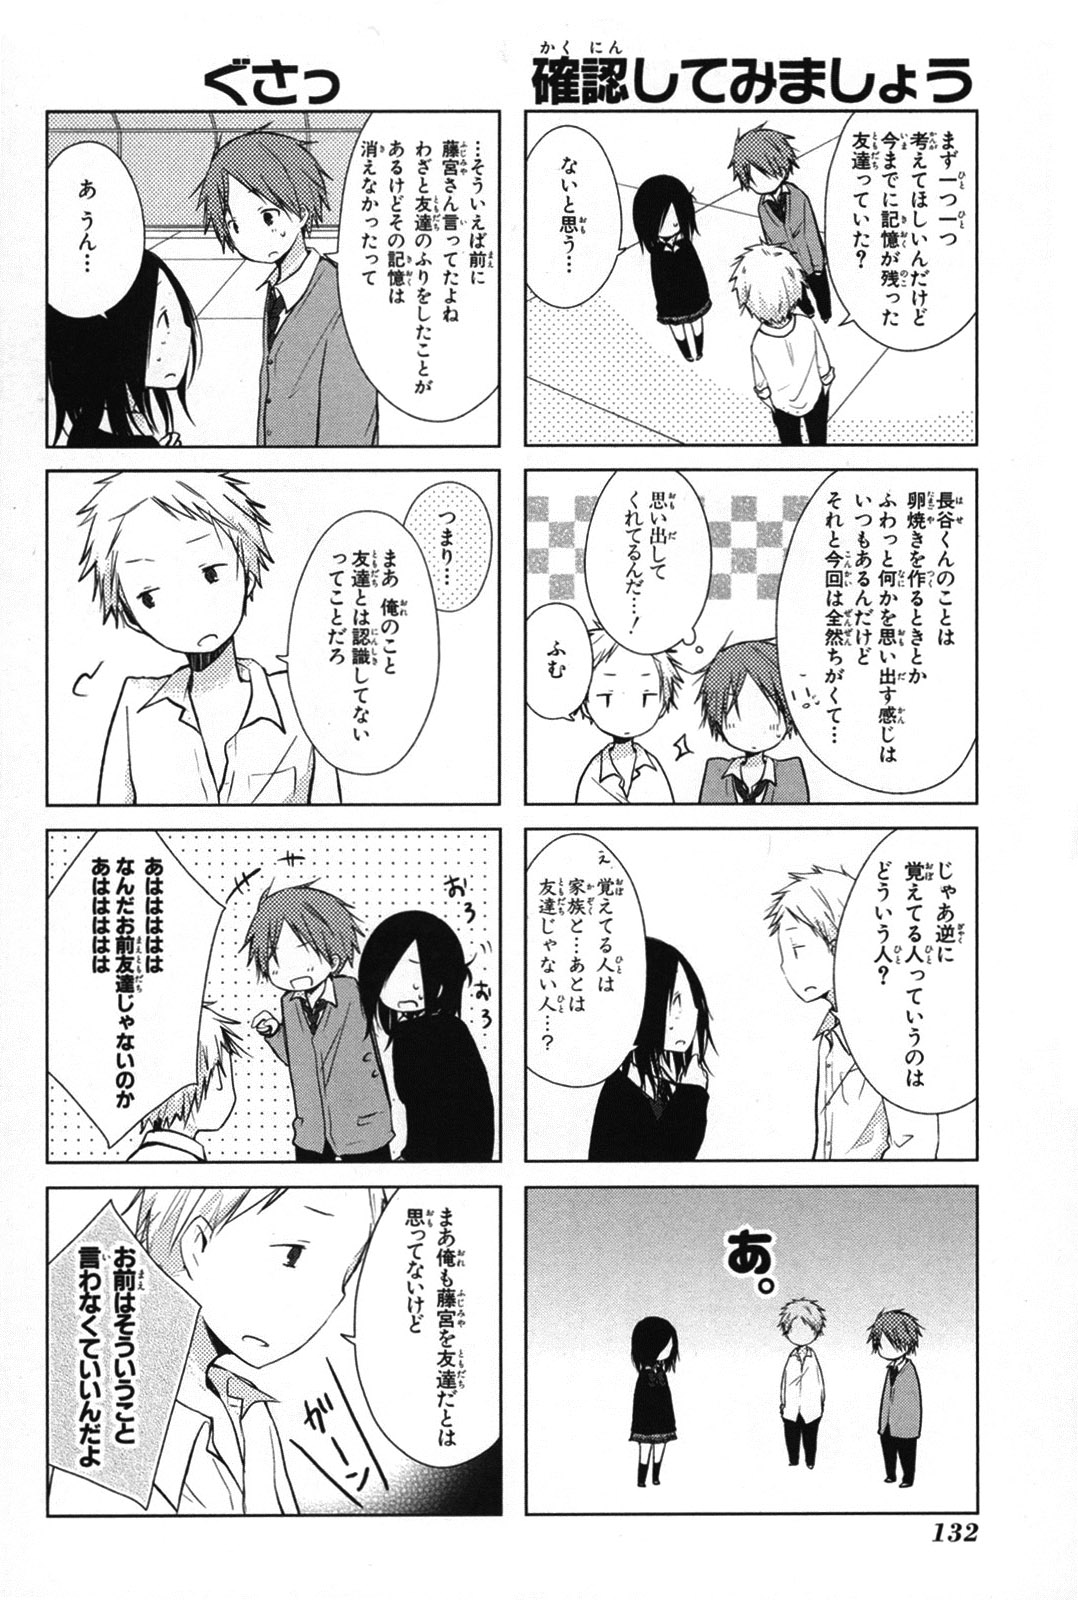 確認してみましょう
まず一つ一つ
考えてほしいんだけど
今までに記憶が残った
友達っていた?
ないと思う…
長谷くんのことは
卵焼きを作るときとか
ふわっと何かを思い出す感じは
いつもあるんだけど
それと今回は全然ちがくて…
思い出して
くれてるんだ…!
ふむ
じゃあ逆に
覚えてる人っていうのは
どういう人?
え 覚えてる人は
家族と…あとは
友達じゃない人…?
あ。
ぐさっ
…そういえば前に
藤宮さん言ってたよね
わざと友達のふりをしたことが
あるけどその記憶は
消えなかったって
あ うん…
つまり…
まあ 俺のこと
友達とは認識してない
ってことだろ
おろ
おろ
あはははははは
なんだお前友達じゃないのか
あはははははは
まあ俺も藤宮を友達だとは
思ってないけど
ガーン
お前はそういうこと
言わなくていいんだよ
132